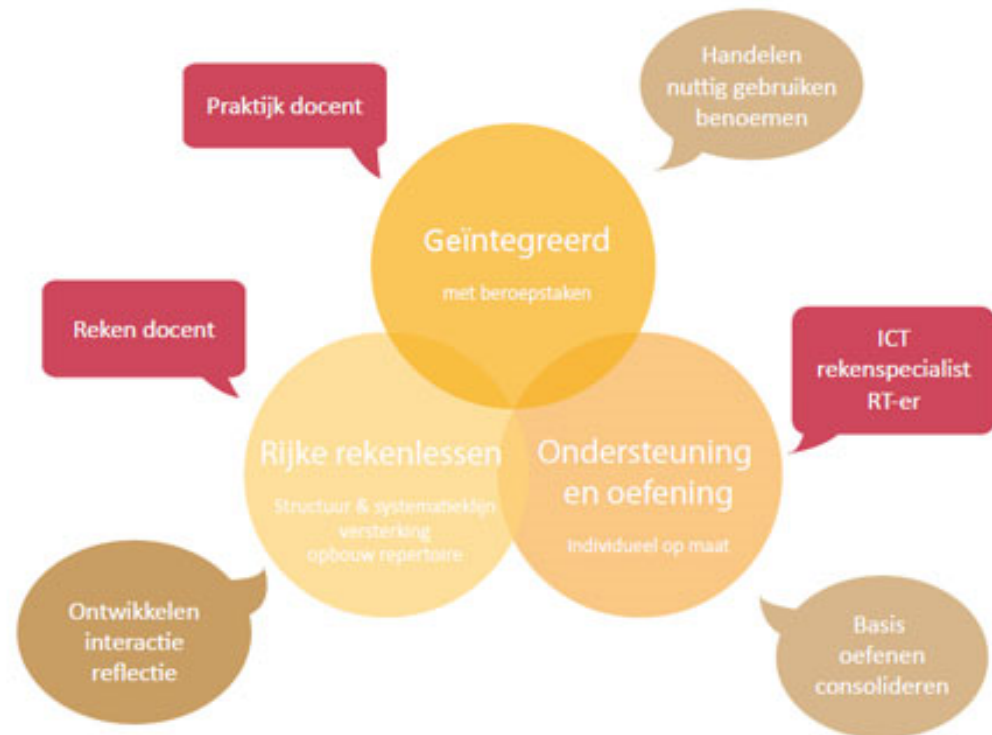 Handelen
nuttig gebruiken
benoemen
Praktijk docent
Geïntegreerd
met beroepstaken
Reken docent
ICT
rekenspecialist
RT-er
Rijke rekenlessen
Structuur & systematieklijn
versterking
opbouw repertoire
Ondersteuning
en oefening
Individueel op maat
Ontwikkelen
interactie
reflectie
Basis
oefenen
consolideren